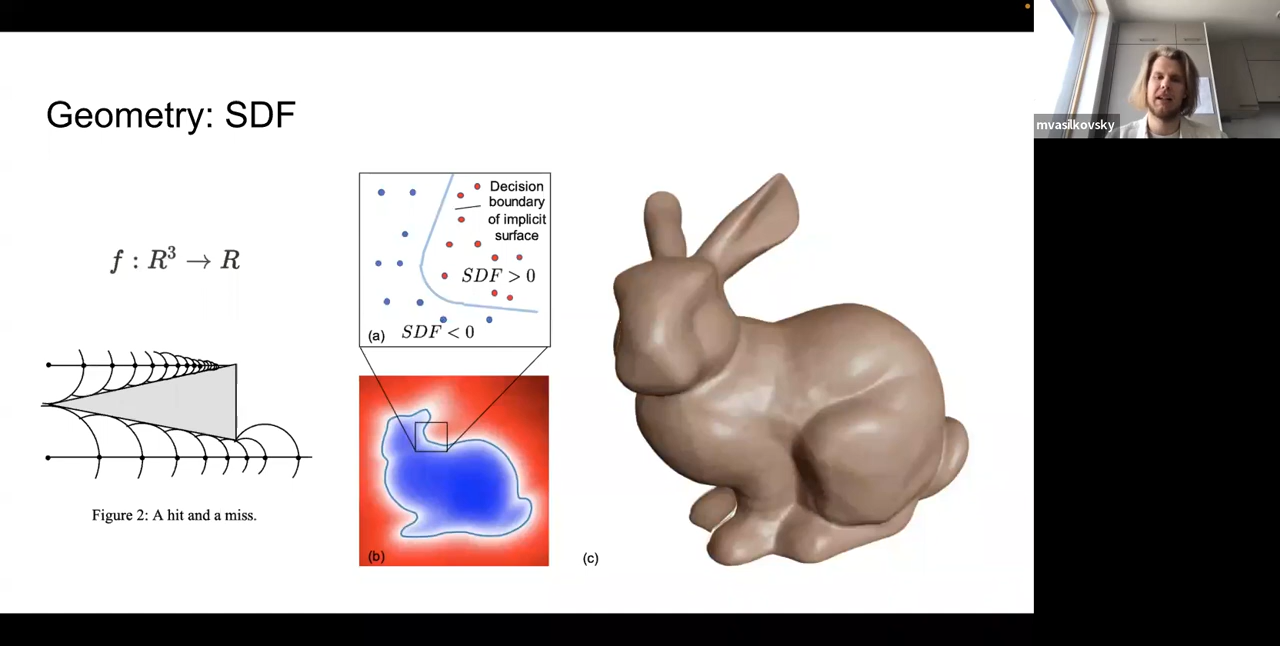 Geometry: SDF
f : R³ → R
Figure 2: A hit and a miss.
Decision
boundary
of implicit
surface
SDF > 0
(a) SDF < 0
(b)
(c)
mvasilkovsky